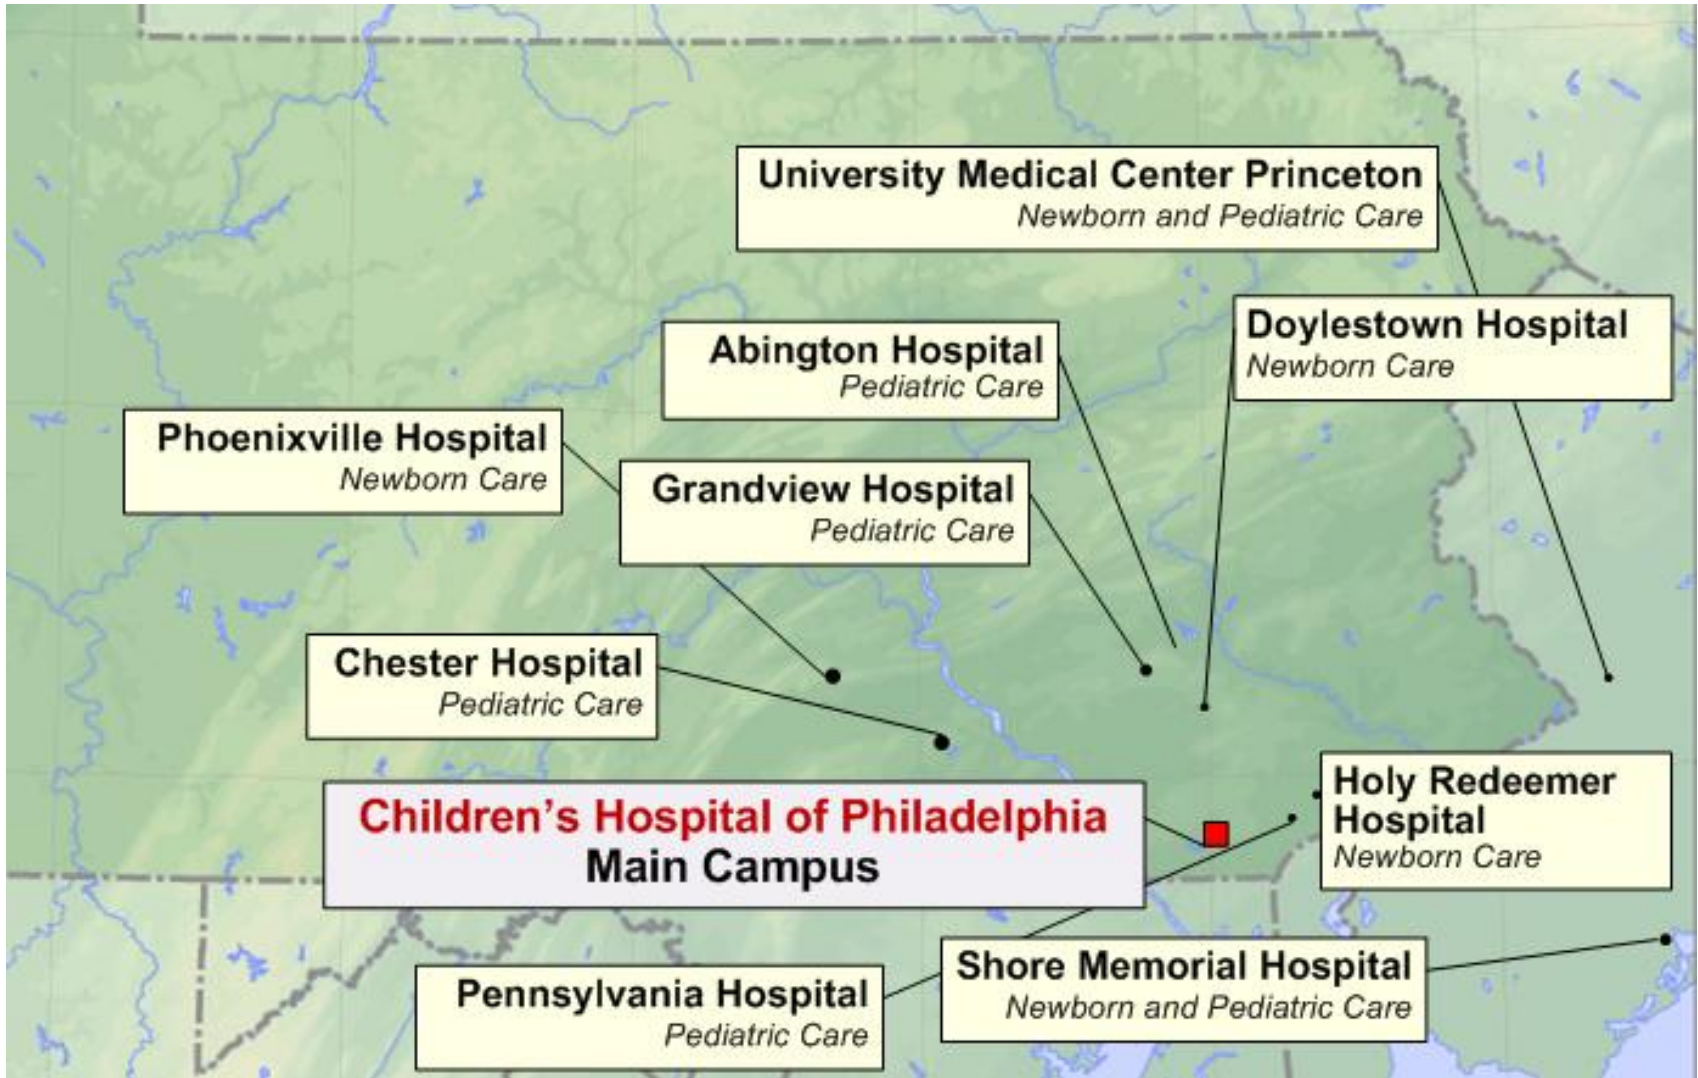 University Medical Center Princeton
Newborn and Pediatric Care
Doylestown Hospital
Newborn Care
Abington Hospital
Pediatric Care
Phoenixville Hospital
Newborn Care
Grandview Hospital
Pediatric Care
Chester Hospital
Pediatric Care
Children's Hospital of Philadelphia
Main Campus
Holy Redeemer
Hospital
Newborn Care
Shore Memorial Hospital
Newborn and Pediatric Care
Pennsylvania Hospital
Pediatric Care